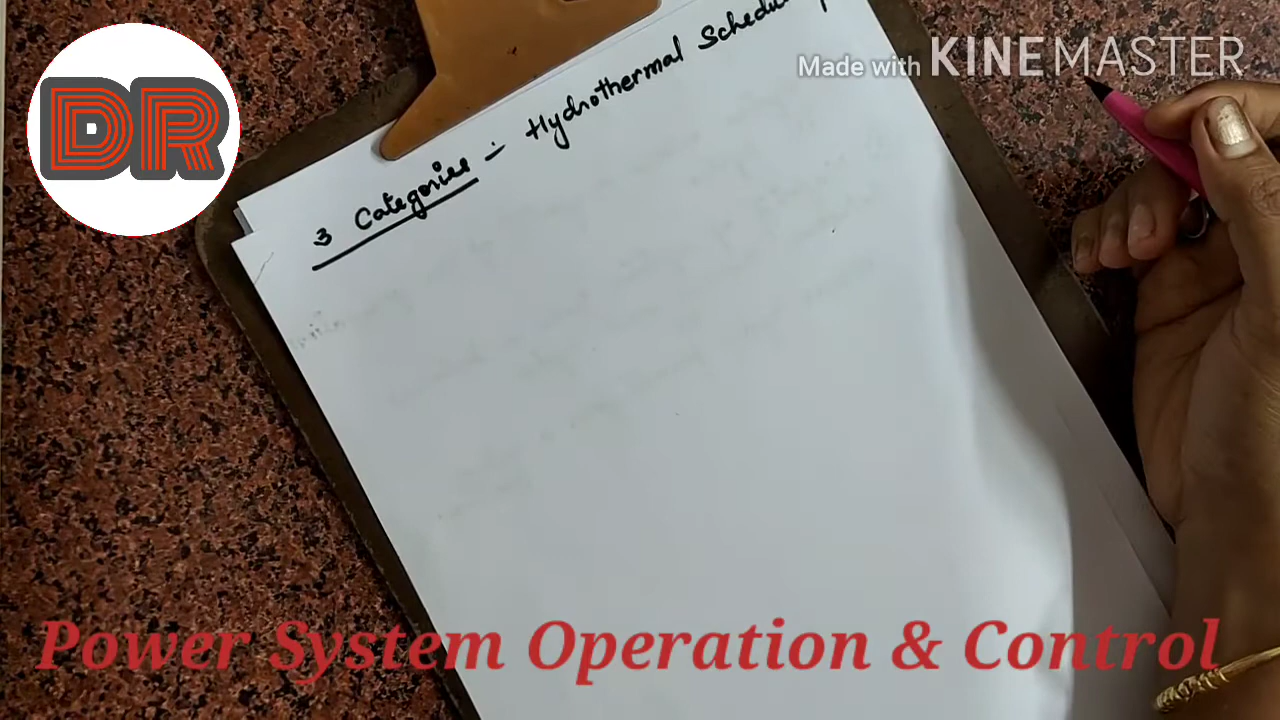 DR
Made with KINEMASTER
3 Categories :- Hydrothermal
Power System Operation & Control